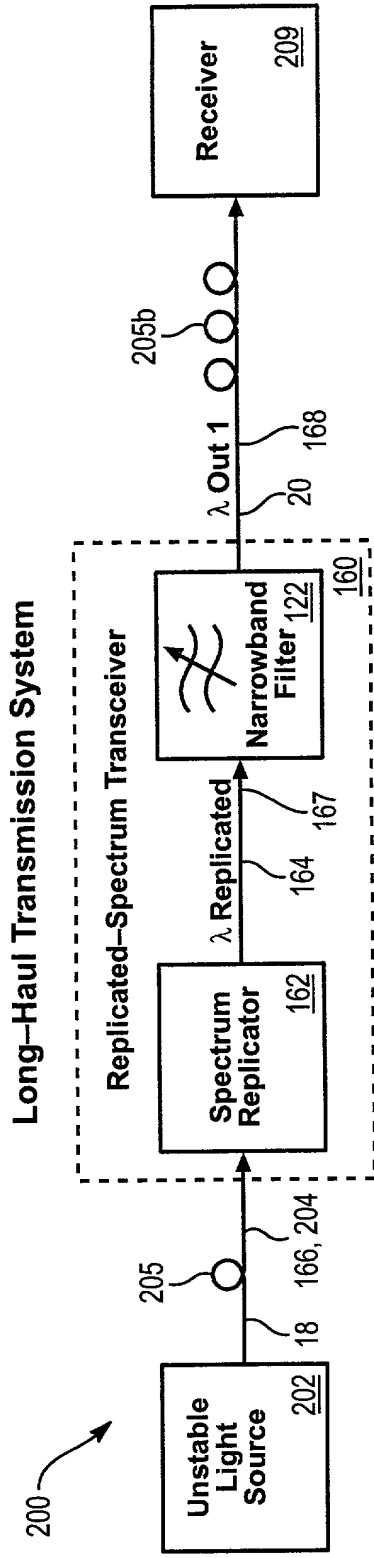 Long–Haul Transmission System
200
Replicated–Spectrum Transceiver
Unstable
Light
Source
202
205
18
166, 204
Spectrum
Replicator
162
λ Replicated
164
167
Narrowband
Filter
122
160
λ Out 1
20
168
205b
Receiver
209